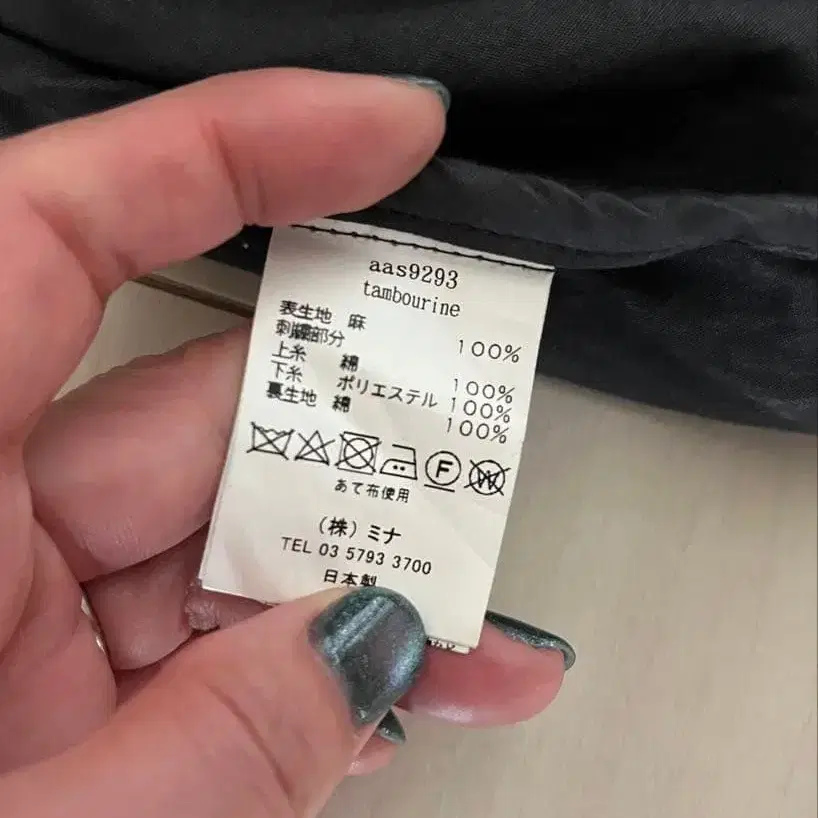 aas9293
tambourine
表生地 麻 100%
刺繍部分
上糸 綿 100%
下糸 ポリエステル 100%
裏生地 綿 100%
F W
あて布使用
(株)ミナ
TEL 03 5793 3700
日本製